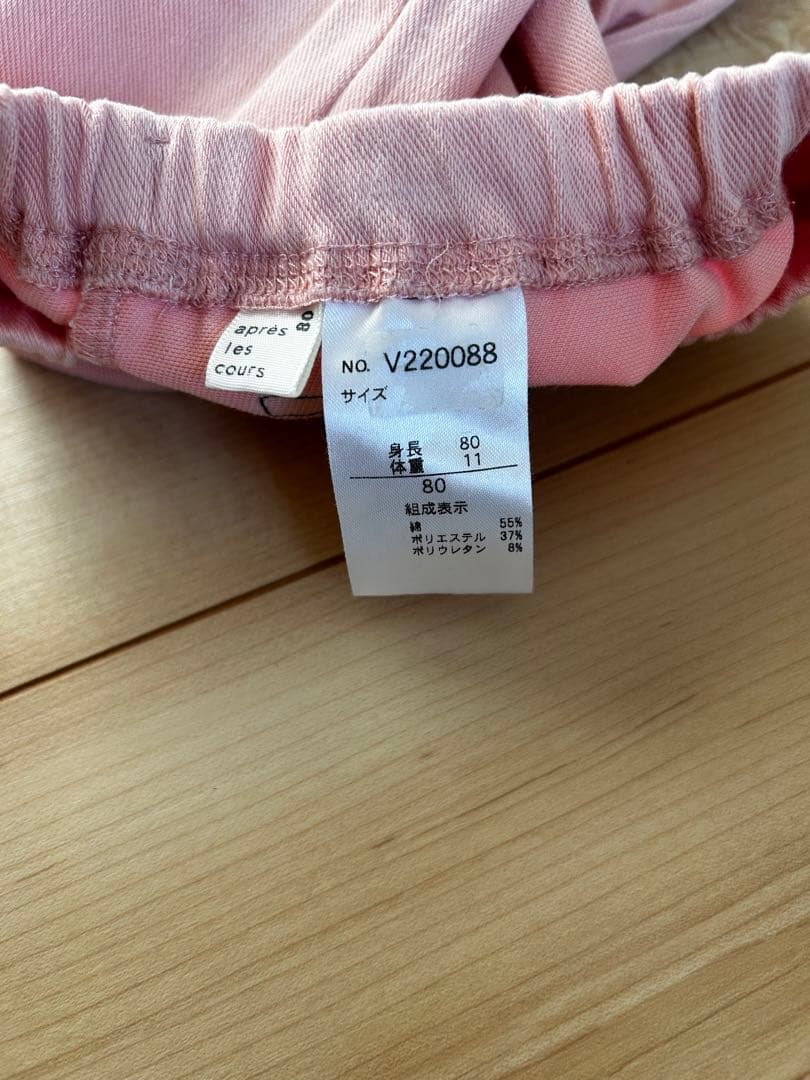 après
les
cours
80
NO. V220088
サイズ
身長 80
体重 11
80
組成表示
綿 55%
ポリエステル 37%
ポリウレタン 8%